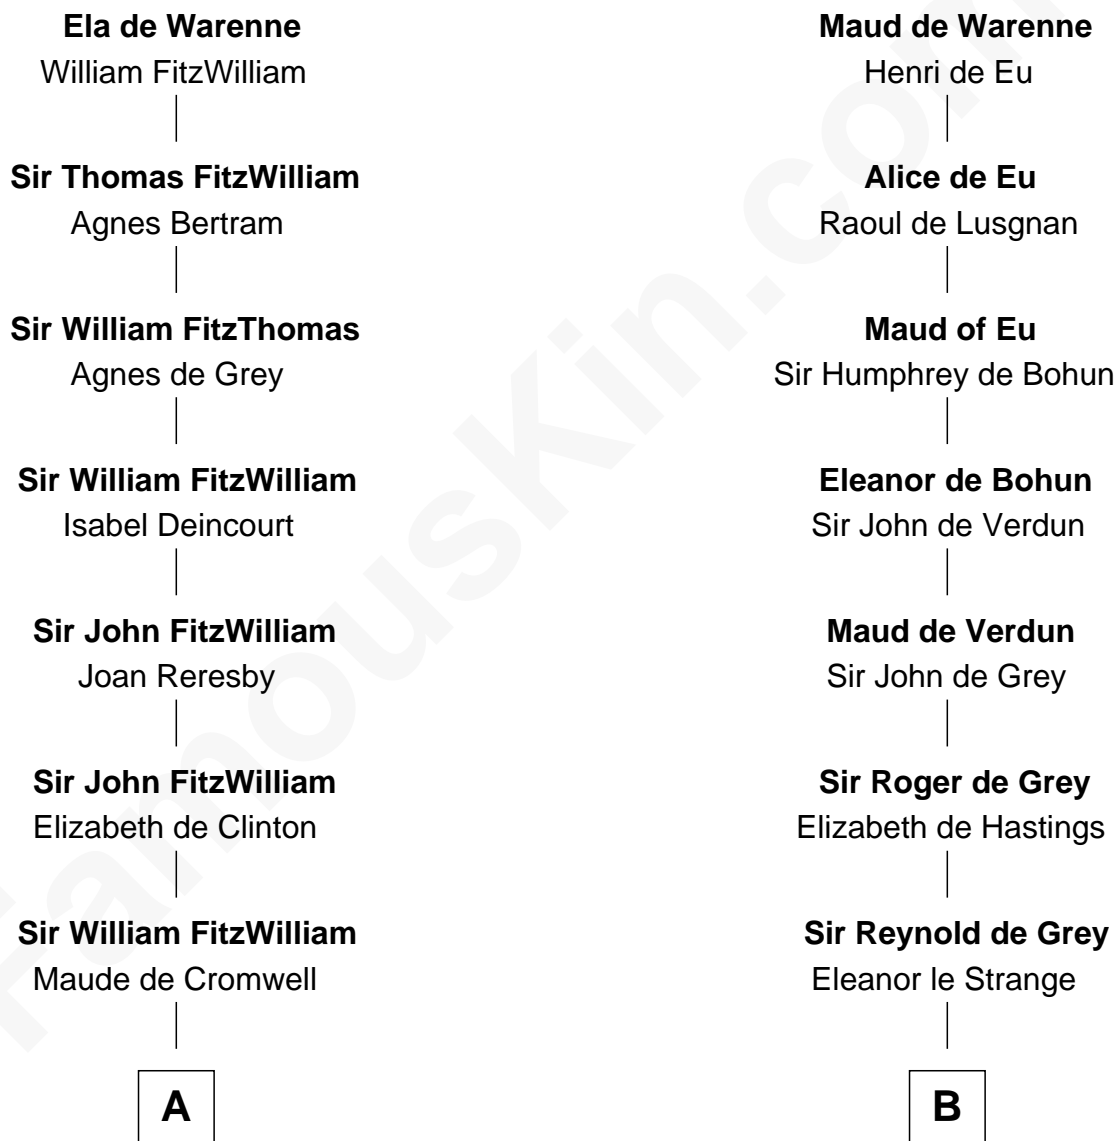 Ela de Warenne
William FitzWilliam
Sir Thomas FitzWilliam
Agnes Bertram
Sir William FitzThomas
Agnes de Grey
Sir William FitzWilliam
Isabel Deincourt
Sir John FitzWilliam
Joan Reresby
Sir John FitzWilliam
Elizabeth de Clinton
Sir William FitzWilliam
Maude de Cromwell
A
Maud de Warenne
Henri de Eu
Alice de Eu
Raoul de Lusgnan
Maud of Eu
Sir Humphrey de Bohun
Eleanor de Bohun
Sir John de Verdun
Maud de Verdun
Sir John de Grey
Sir Roger de Grey
Elizabeth de Hastings
Sir Reynold de Grey
Eleanor le Strange
B
FamousKin.com